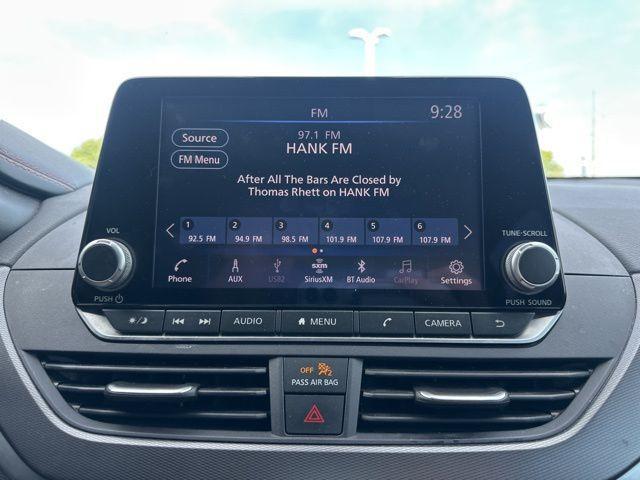 FM
9:28
Source
FM Menu
97.1 FM
HANK FM
After All The Bars Are Closed by
Thomas Rhett on HANK FM
1 2 3 4 5 6
92.5 FM 94.9 FM 98.5 FM 101.9 FM 107.9 FM 107.9 FM
sxm
Phone AUX USB2 SiriusXM BT Audio CarPlay Settings
VOL
PUSH
TUNE·SCROLL
PUSH SOUND
AUDIO MENU CAMERA
OFF 2
PASS AIR BAG